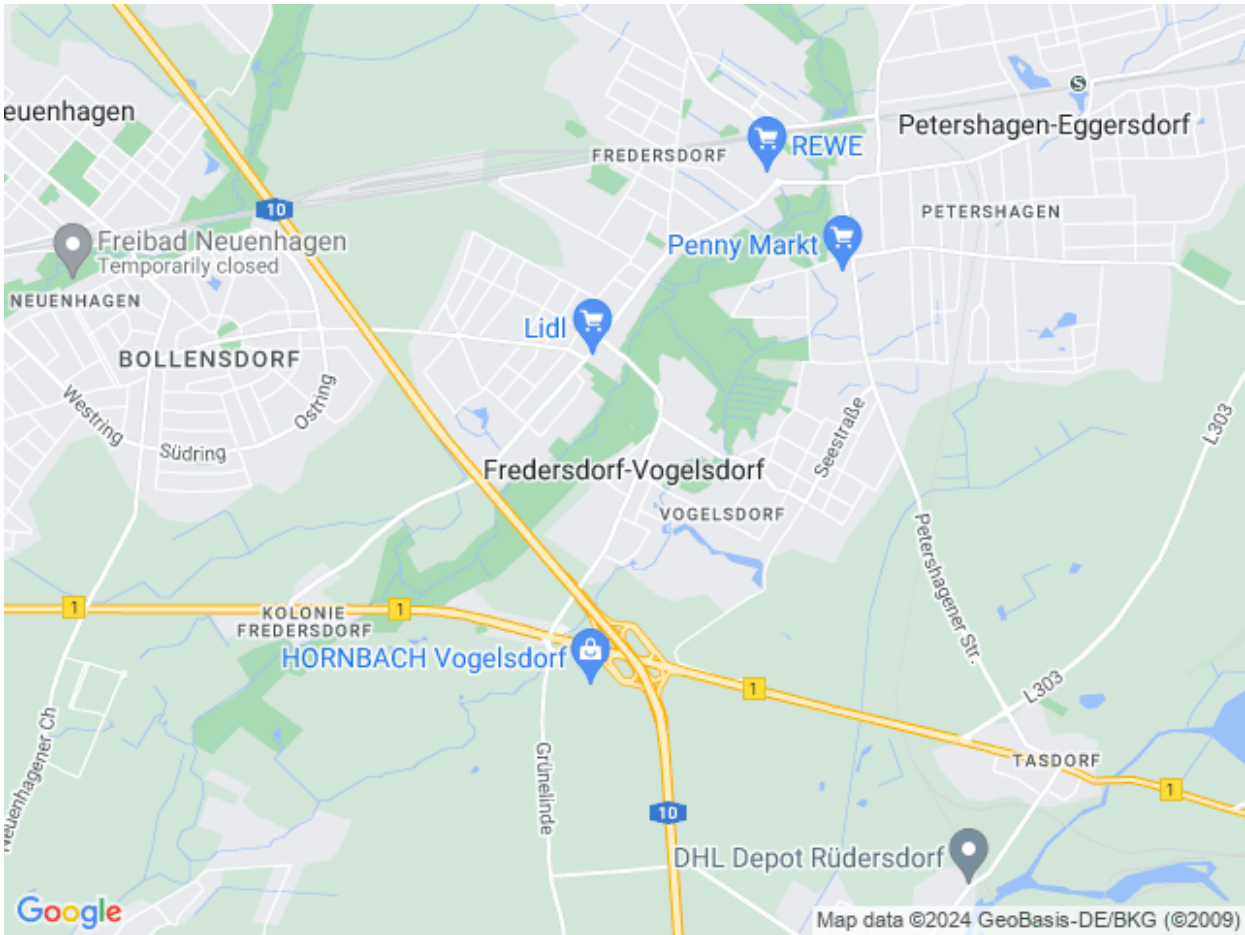 S
euenhagen
Petershagen-Eggersdorf
REWE
FREDERSDORF
10
PETERSHAGEN
Freibad Neuenhagen
Temporarily closed
Penny Markt
NEUENHAGEN
Lidl
BOLLENSDORF
Westring
Ostring
Südring
Seestraße
L303
Fredersdorf-Vogelsdorf
VOGELSDORF
Petershagener Str.
1
1
KOLONIE
FREDERSDORF
HORNBACH Vogelsdorf
1
L303
Neuenhagener Ch
Grünelinde
TASDORF
1
10
DHL Depot Rüdersdorf
Google
Map data ©2024 GeoBasis-DE/BKG (©2009)